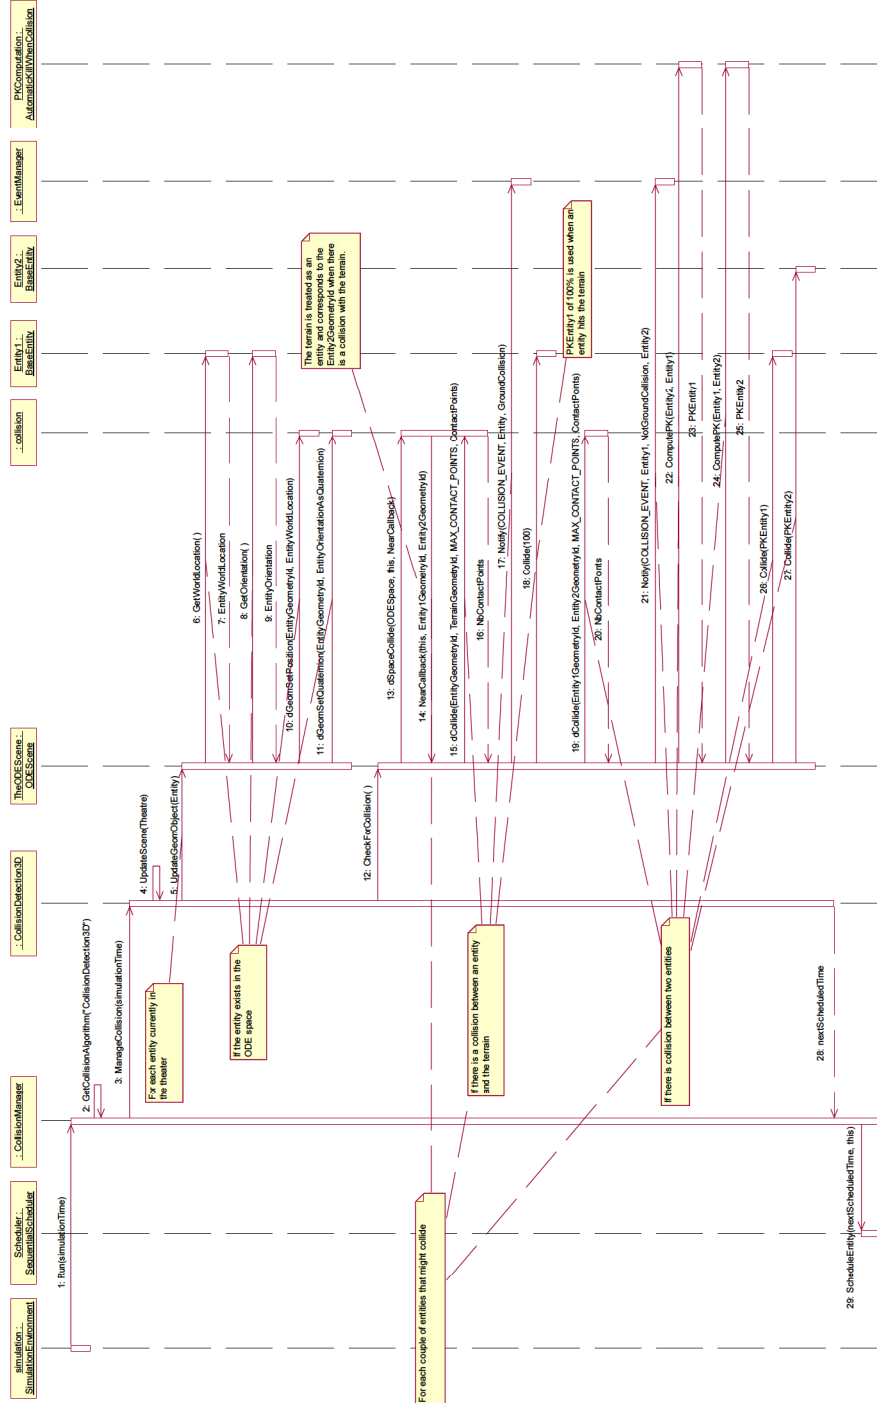 simulation :
SimulationEnvironment
Scheduler :
SequentialScheduler
: CollisionManager
: CollisionDetection3D
TheODEScene :
ODEScene
: collision
Entity1 :
BaseEntity
Entity2 :
BaseEntity
: EventManager
PKComputation :
AutomaticKillWhenCollision
1: Run(simulationTime)
2: GetCollisionAlgorithm("CollisionDetection3D")
3: ManageCollision(simulationTime)
4: UpdateScene(Theatre)
For each entity currently in
the theater
5: UpdateGeomObject(Entity)
6: GetWorldLocation( )
7: EntityWorldLocation
If the entity exists in the
ODE space
8: GetOrientation( )
9: EntityOrientation
10: dGeomSetPosition(EntityGeometryId, EntityWorldLocation)
11: dGeomSetQuaternion(EntityGeometryId, EntityOrientationAsQuaternion)
The terrain is treated as an
entity and corresponds to the
Entity2GeometryId when there
is a collision with the terrain.
12: CheckForCollision( )
13: dSpaceCollide(ODESpace, this, NearCallback)
14: NearCallback(this, Entity1GeometryId, Entity2GeometryId)
For each couple of entities that might collide
15: dCollide(EntityGeometryId, TerrainGeometryId, MAX_CONTACT_POINTS, ContactPoints)
16: NbContactPonts
If there is a collision between an entity
and the terrain
17: Notify(COLLISION_EVENT, Entity, GroundCollision)
18: Collide(100)
PKEntity1 of 100% is used when an
entity hits the terrain
19: dCollide(Entity1GeometryId, Entity2GeometryId, MAX_CONTACT_POINTS, ContactPonts)
20: NbContactPonts
21: Notify(COLLISION_EVENT, Entity1, NotGroundCallision, Entity2)
If there is collision between two entities
22: ComputePK(Entity2, Entity1)
23: PKEntity1
24: ComputePK(Entity1, Entity2)
25: PKEntity2
26: Collide(PKEntity1)
27: Collide(PKEntity2)
28: nextScheduledTime
29: ScheduleEntity(nextScheduledTime, this)